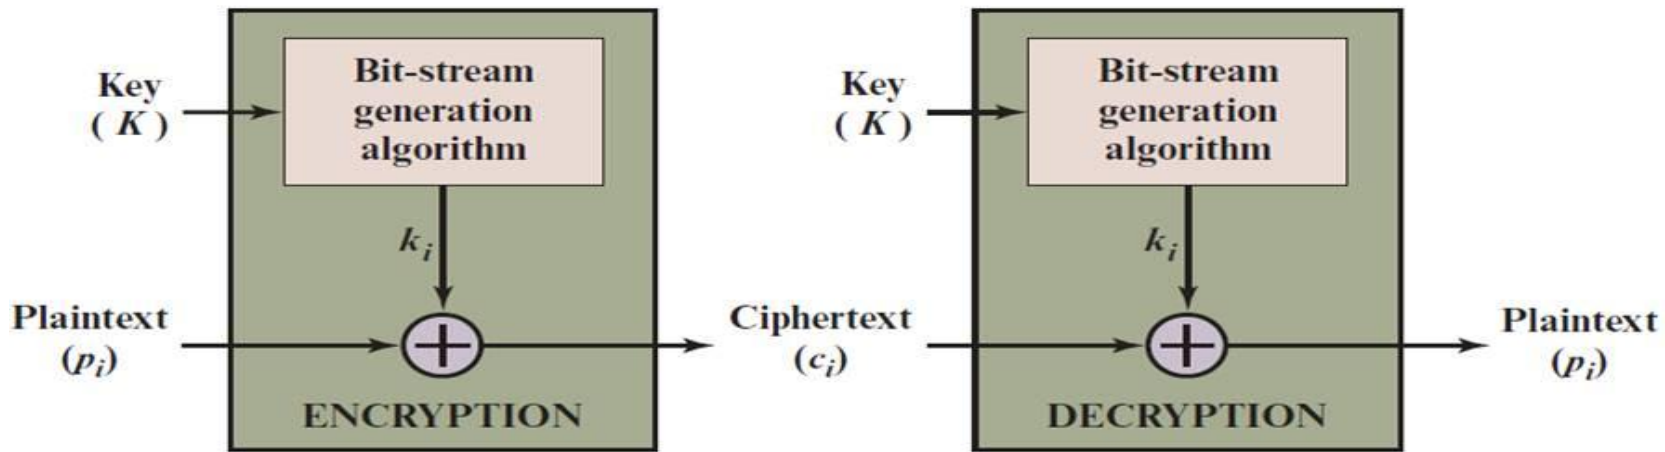 Key
( K )
Bit-stream
generation
algorithm
k_i
Plaintext
(p_i)
ENCRYPTION
Ciphertext
(c_i)
Key
( K )
Bit-stream
generation
algorithm
k_i
DECRYPTION
Plaintext
(p_i)